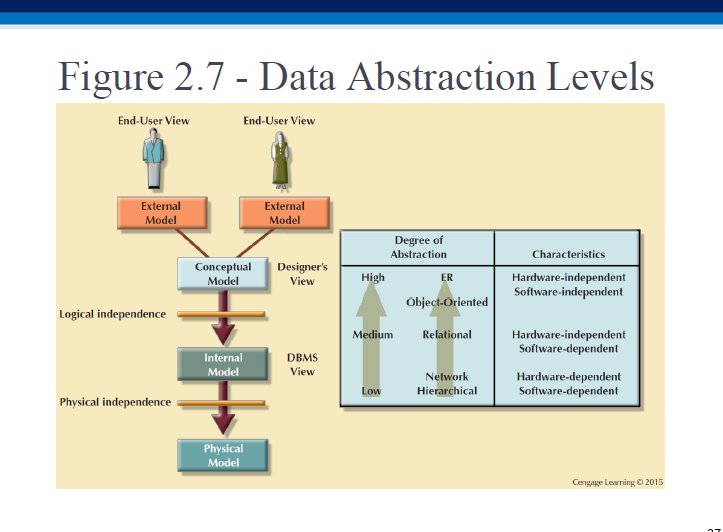 Figure 2.7 - Data Abstraction Levels
End-User View
End-User View
External
Model
External
Model
Conceptual
Model
Designer's
View
Logical independence
Internal
Model
DBMS
View
Physical independence
Physical
Model
Degree of
Abstraction
Characteristics
High
ER
Hardware-independent
Software-independent
Object-Oriented
Medium
Relational
Hardware-independent
Software-dependent
Network
Hardware-dependent
Low
Hierarchical
Software-dependent
Cengage Learning © 2015